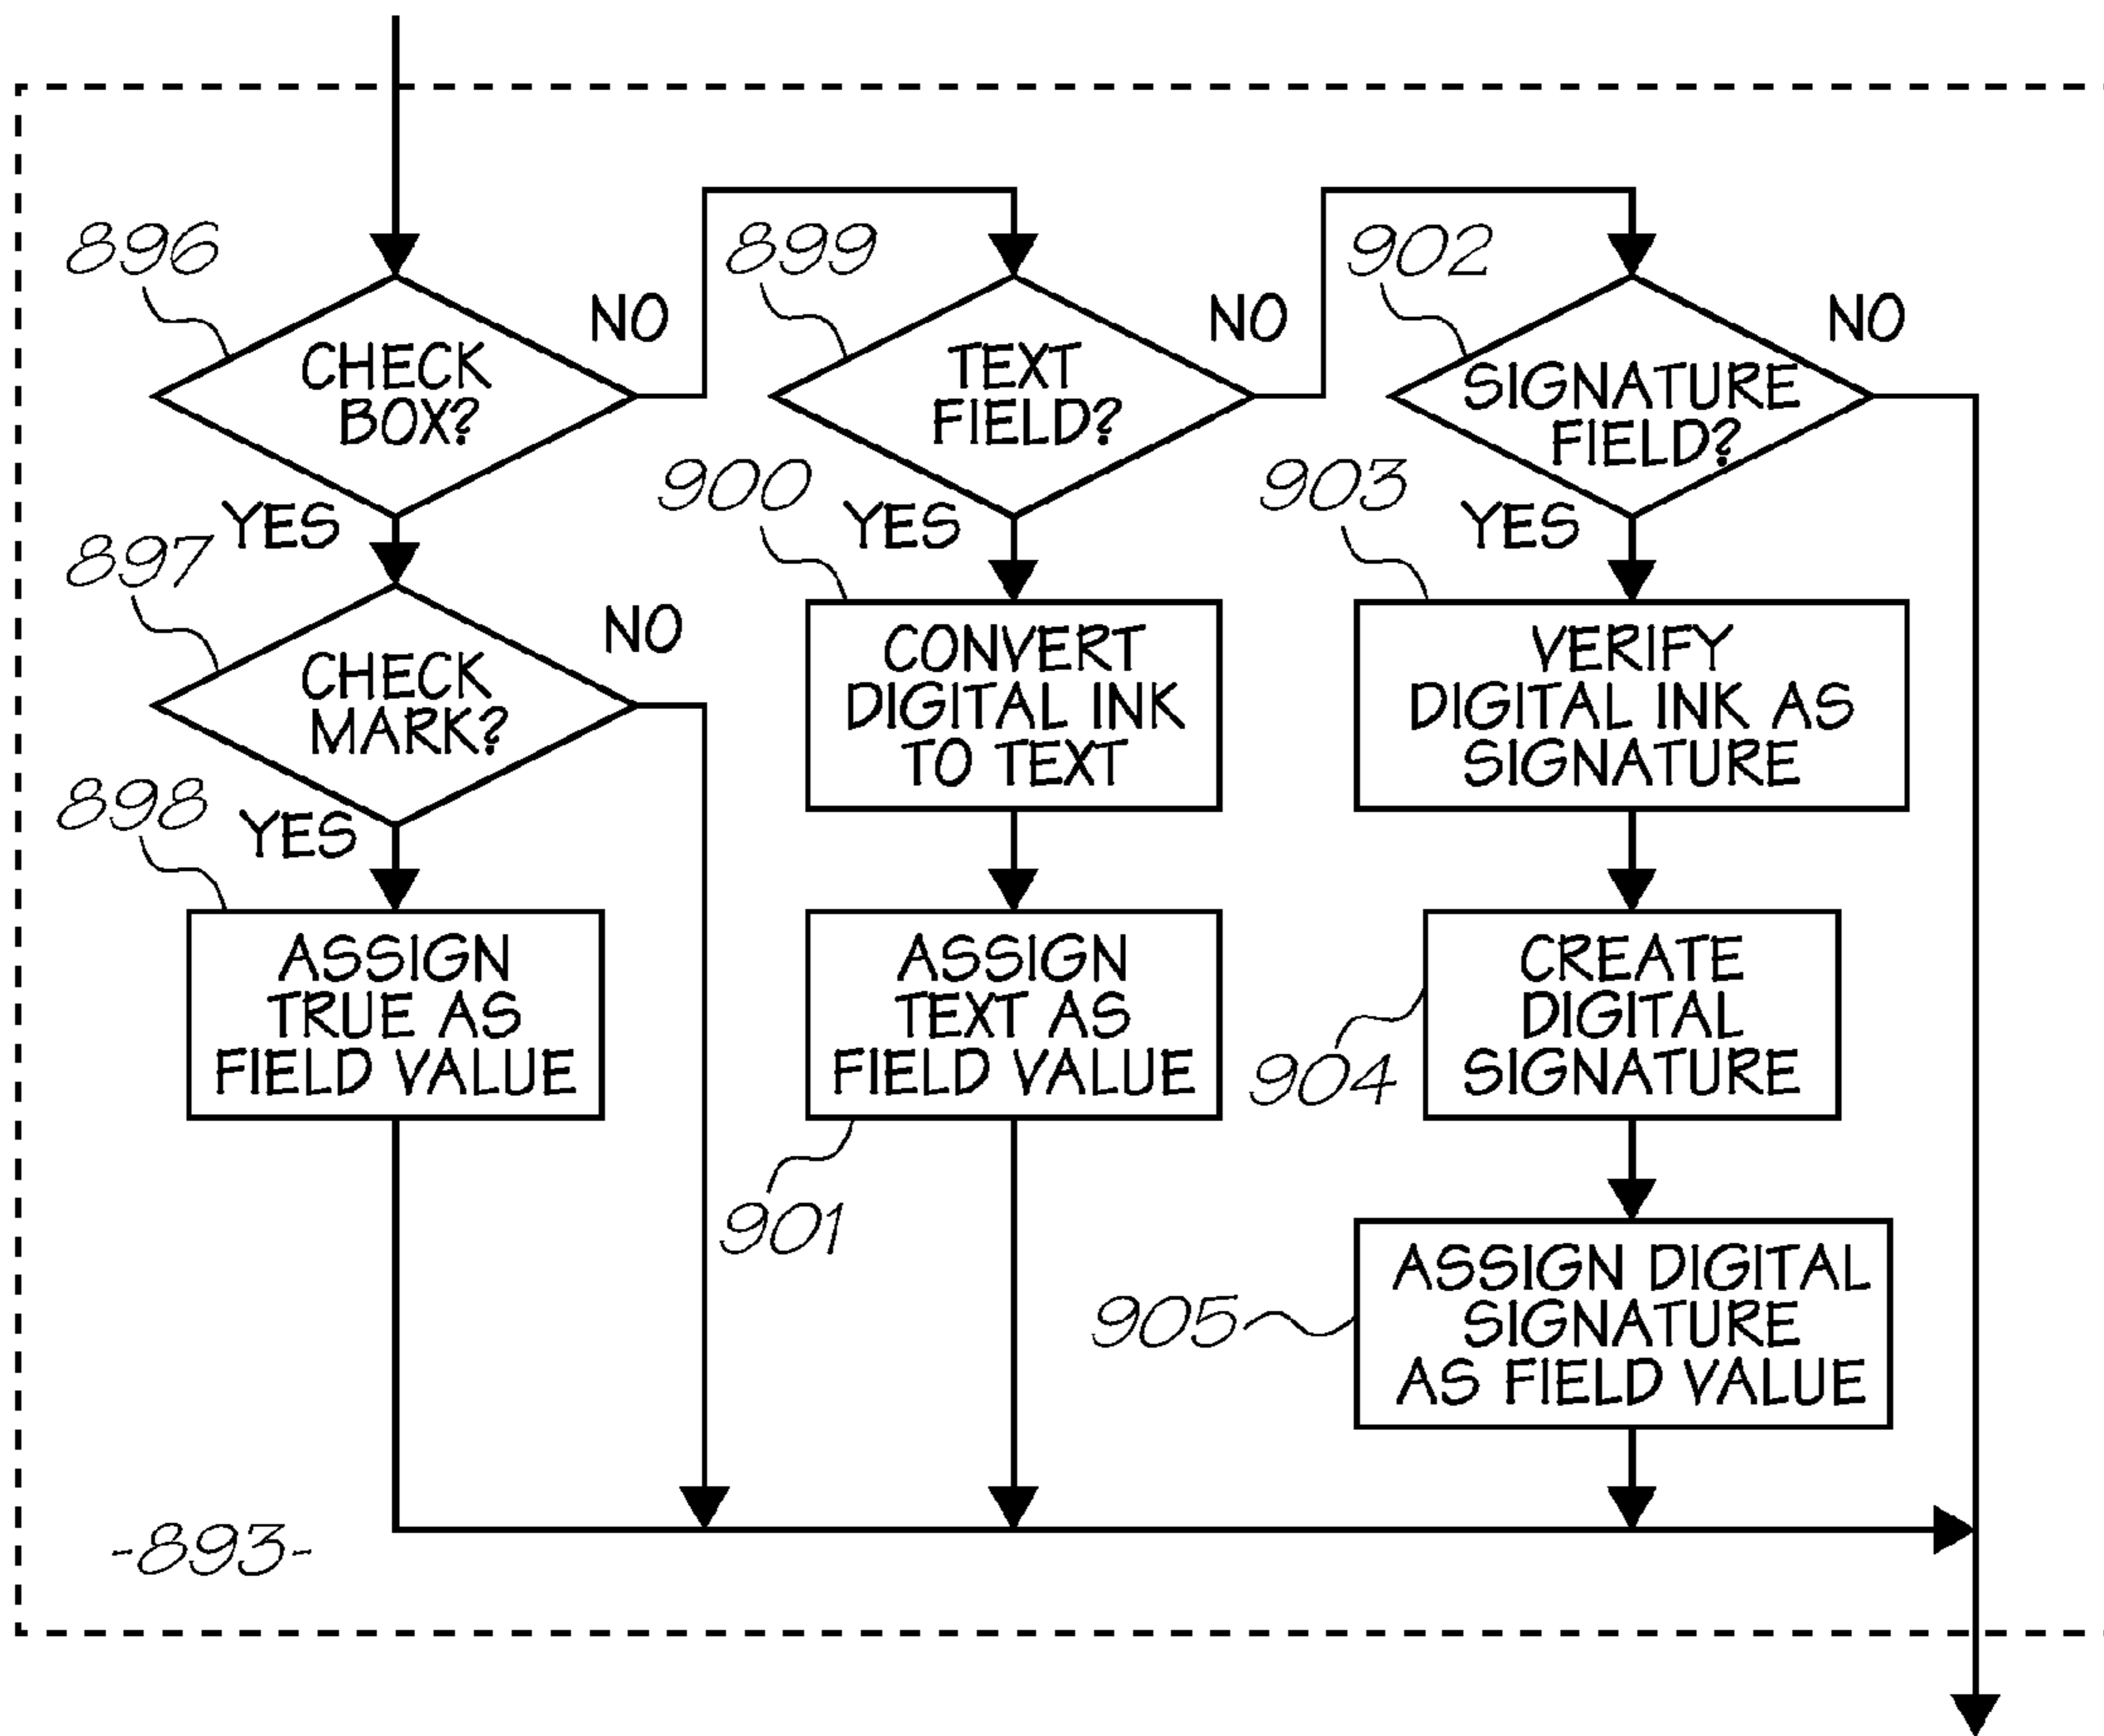 896
CHECK
BOX?
NO
YES
897
CHECK
MARK?
NO
YES
898
ASSIGN
TRUE AS
FIELD VALUE
899
TEXT
FIELD?
NO
YES
900
CONVERT
DIGITAL INK
TO TEXT
ASSIGN
TEXT AS
FIELD VALUE
901
902
SIGNATURE
FIELD?
NO
YES
903
VERIFY
DIGITAL INK AS
SIGNATURE
CREATE
DIGITAL
SIGNATURE
904
ASSIGN DIGITAL
SIGNATURE
AS FIELD VALUE
905
-893-